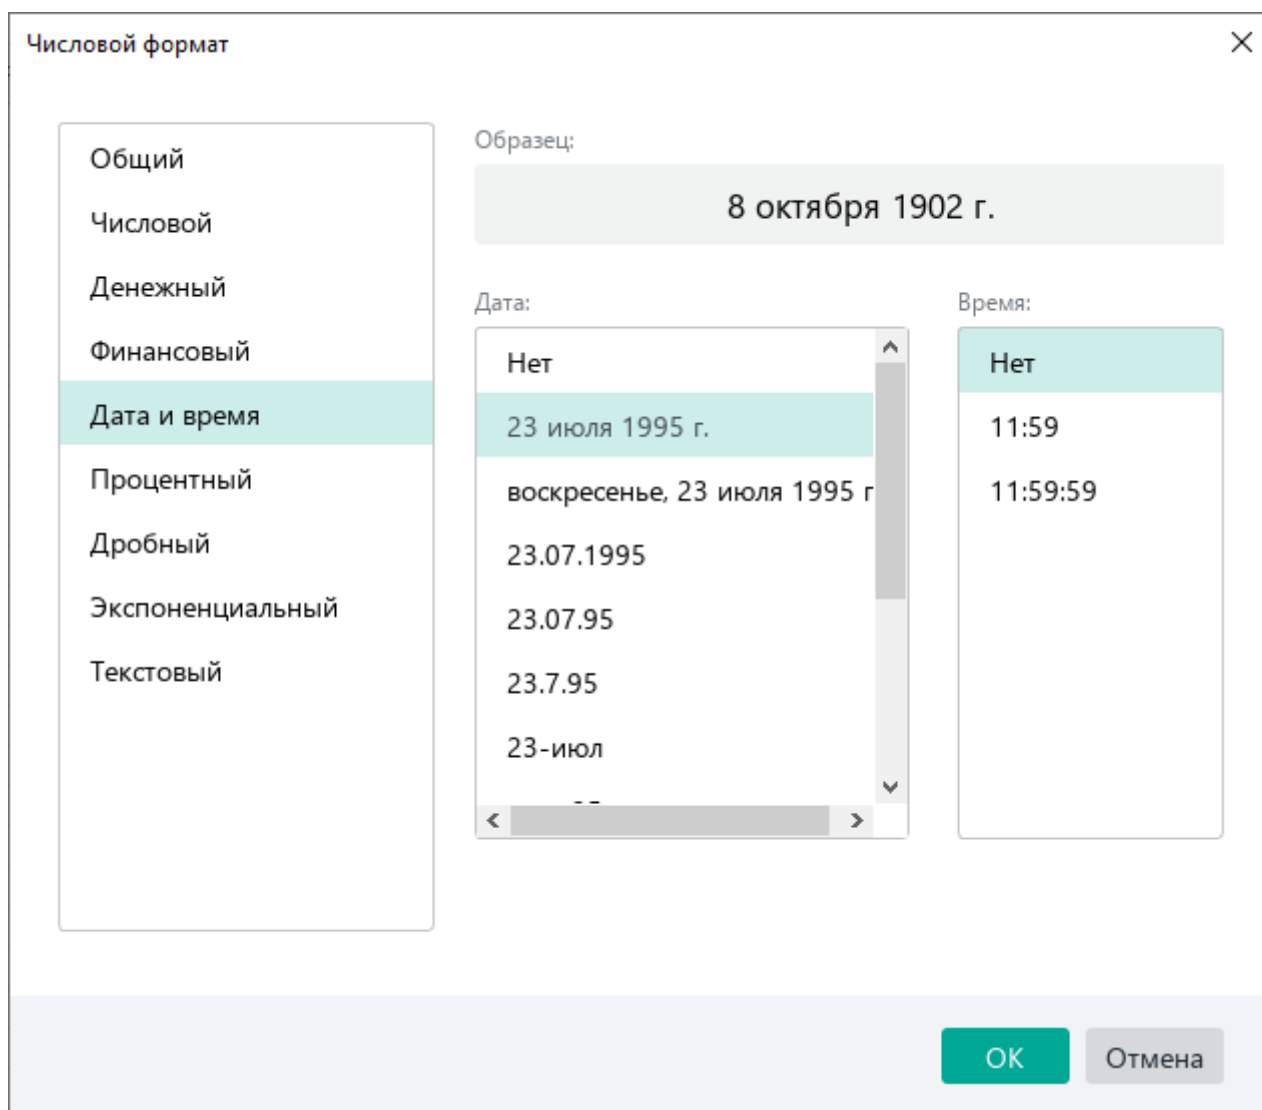 Числовой формат
Общий
Числовой
Денежный
Финансовый
Дата и время
Процентный
Дробный
Экспоненциальный
Текстовый
Образец:
8 октября 1902 г.
Дата:
Нет
23 июля 1995 г.
воскресенье, 23 июля 1995 г
23.07.1995
23.07.95
23.7.95
23-июл
Время:
Нет
11:59
11:59:59
ОК
Отмена